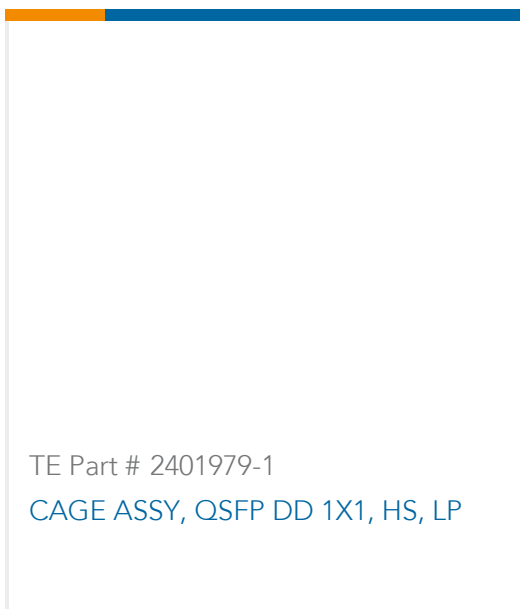 TE Part # 2401979-1
CAGE ASSY, QSFP DD 1X1, HS, LP